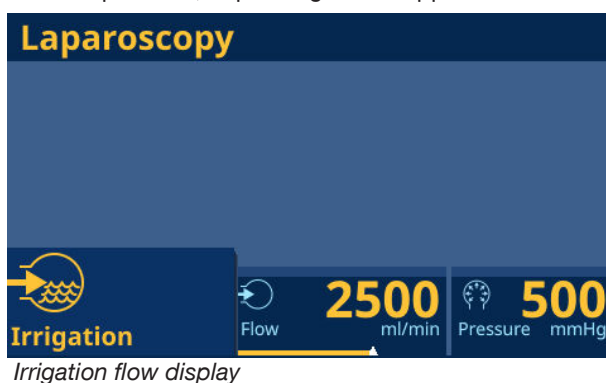 Laparoscopy
2500 500
Irrigation Flow ml/min Pressure mmHg
Irrigation flow display